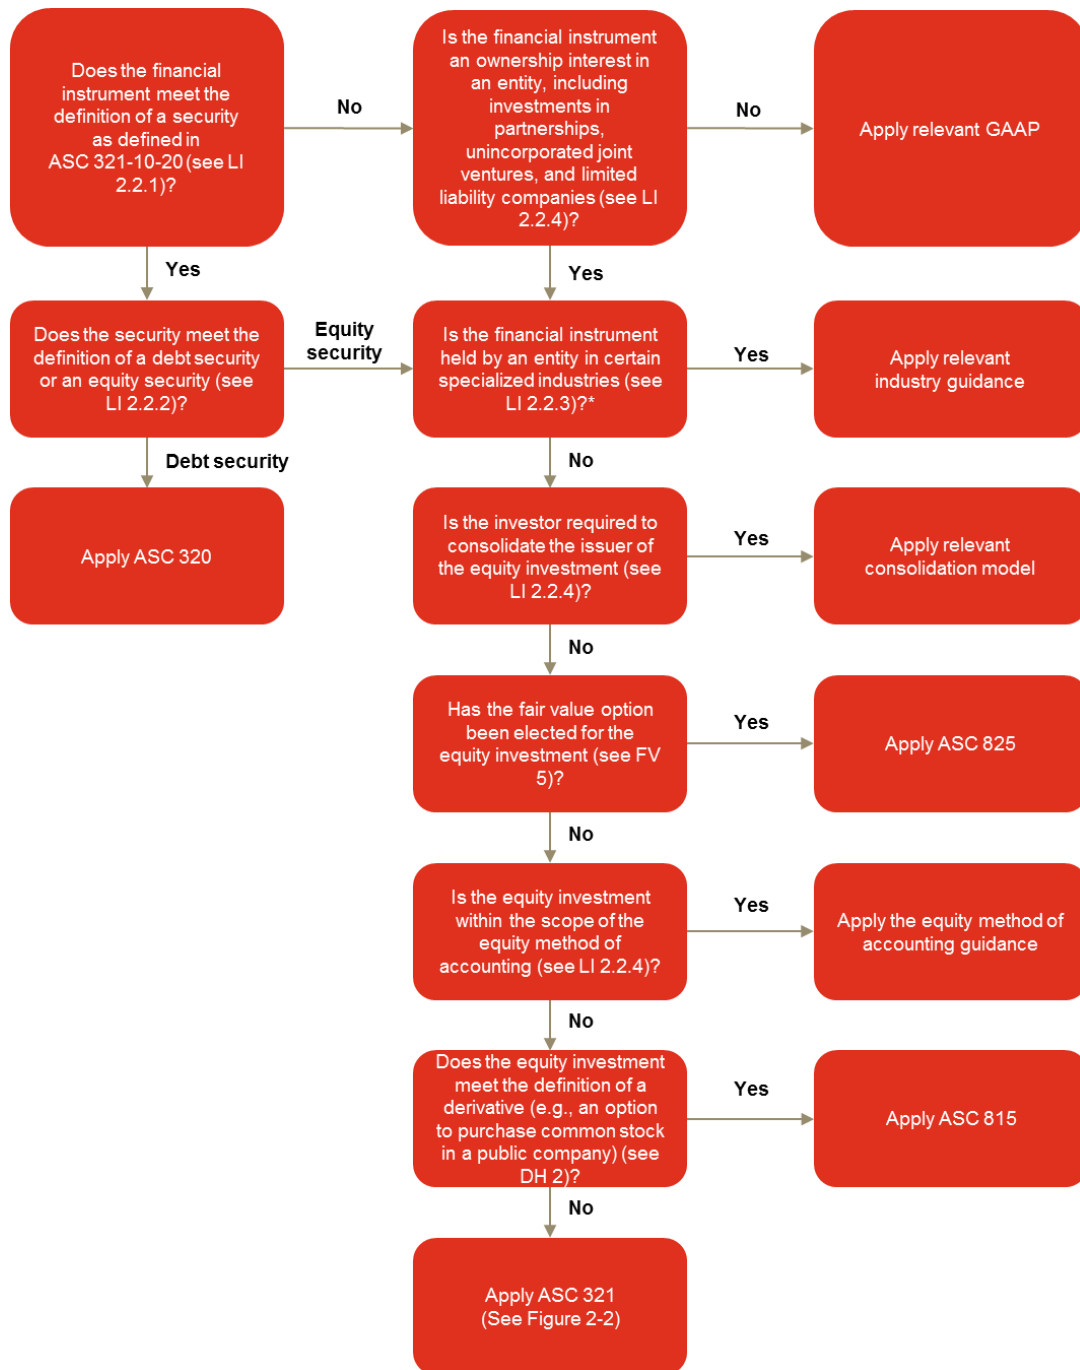 Does the financial
instrument meet the
definition of a security
as defined in
ASC 321-10-20 (see LI
2.2.1)?
No
Is the financial instrument
an ownership interest in
an entity, including
investments in
partnerships,
unincorporated joint
ventures, and limited
liability companies (see LI
2.2.4)?
No
Apply relevant GAAP
Yes
Yes
Does the security meet the
definition of a debt security
or an equity security (see
LI 2.2.2)?
Equity
security
Is the financial instrument
held by an entity in certain
specialized industries (see
LI 2.2.3)?*
Yes
Apply relevant
industry guidance
Debt security
No
Apply ASC 320
Is the investor required to
consolidate the issuer of
the equity investment (see
LI 2.2.4)?
Yes
Apply relevant
consolidation model
No
Has the fair value option
been elected for the
equity investment (see FV
5)?
Yes
Apply ASC 825
No
Is the equity investment
within the scope of the
equity method of
accounting (see LI 2.2.4)?
Yes
Apply the equity method of
accounting guidance
No
Does the equity investment
meet the definition of a
derivative (e.g., an option
to purchase common stock
in a public company) (see
DH 2)?
Yes
Apply ASC 815
No
Apply ASC 321
(See Figure 2-2)